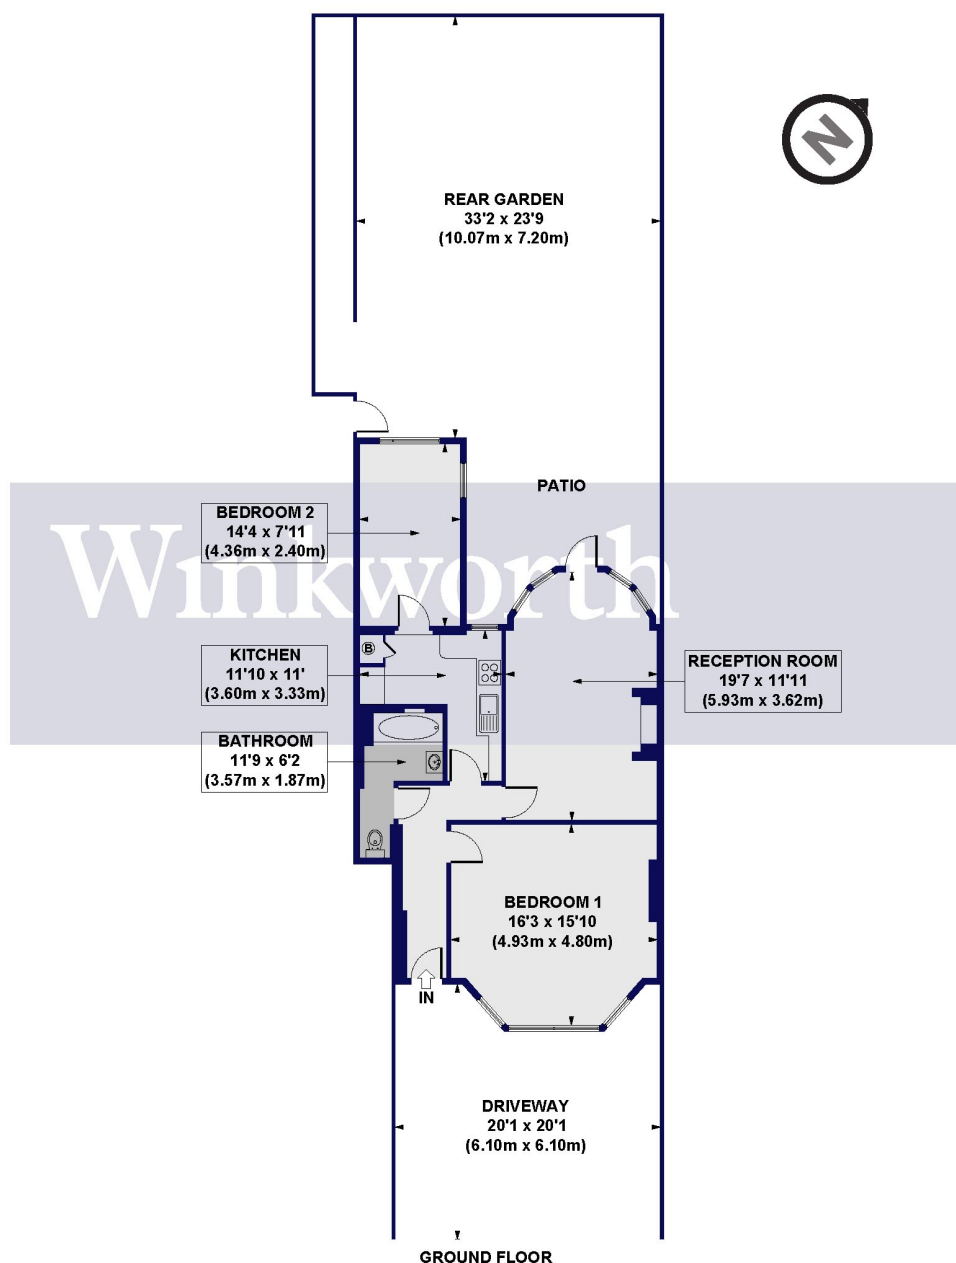 N
REAR GARDEN
33'2 x 23'9
(10.07m x 7.20m)
PATIO
BEDROOM 2
14'4 x 7'11
(4.36m x 2.40m)
Winkworth
B
KITCHEN
11'10 x 11'
(3.60m x 3.33m)
RECEPTION ROOM
19'7 x 11'11
(5.93m x 3.62m)
BATHROOM
11'9 x 6'2
(3.57m x 1.87m)
BEDROOM 1
16'3 x 15'10
(4.93m x 4.80m)
IN
DRIVEWAY
20'1 x 20'1
(6.10m x 6.10m)
GROUND FLOOR